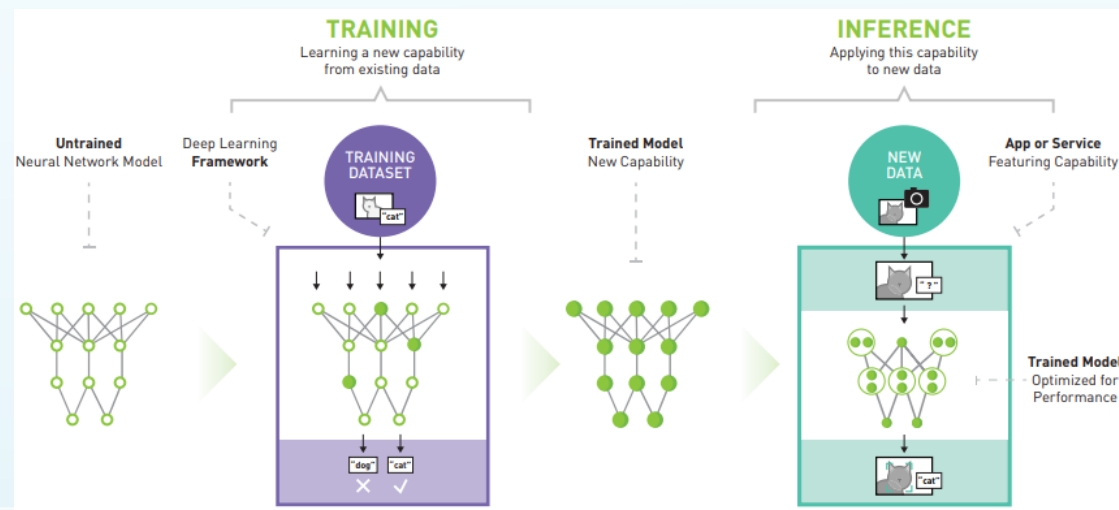 TRAINING
Learning a new capability
from existing data
INFERENCE
Applying this capability
to new data
Untrained
Neural Network Model
Deep Learning
Framework
TRAINING
DATASET
"cat"
Trained Model
New Capability
NEW
DATA
App or Service
Featuring Capability
"?"
Trained Model
Optimized for
Performance
"dog"
"cat"
"cat"